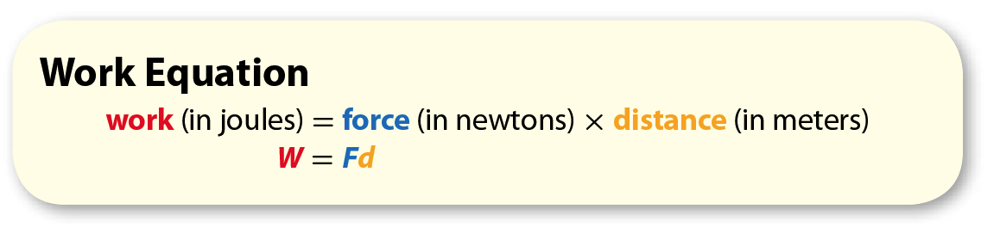 Work Equation
work (in joules) = force (in newtons) × distance (in meters)
W = Fd